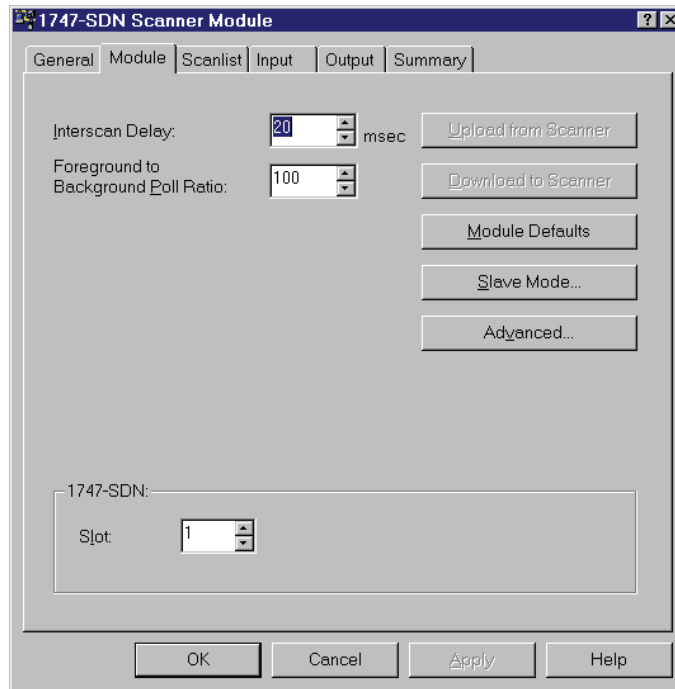 1747-SDN Scanner Module
General Module Scanlist Input Output Summary
Interscan Delay: 20 msec Upload from Scanner
Foreground to
Background Poll Ratio: 100 Download to Scanner
Module Defaults
Slave Mode...
Advanced...
1747-SDN:
Slot: 1
OK Cancel Apply Help